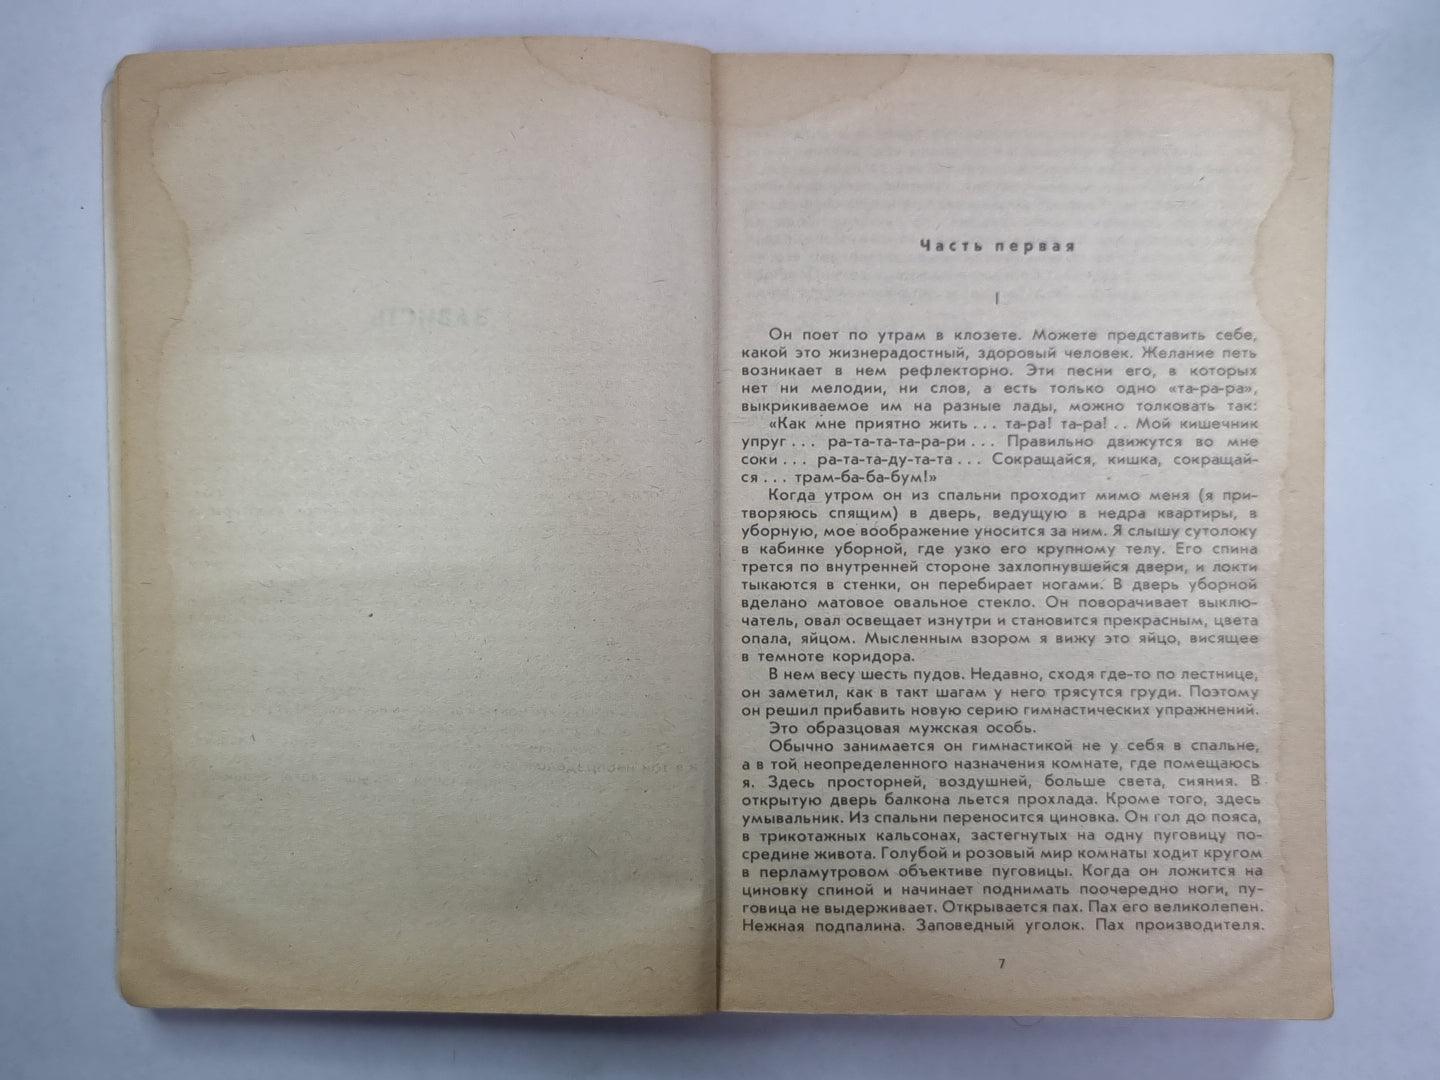 Часть первая
I
Он поет по утрам в клозете. Можете представить себе,
какой это жизнерадостный, здоровый человек. Желание петь
возникает в нем рефлекторно. Эти песни его, в которых
нет ни мелодии, ни слов, а есть только одно «та-ра-ра»,
выкрикиваемое им на разные лады, можно толковать так:
«Как мне приятно жить . . . та-ра! та-ра! . . Мой кишечник
упруг . . . ра-та-та-та-ра-ри . . . Правильно движутся во мне
соки . . . ра-та-та-ду-та-та . . . Сокращайся, кишка, сокращай-
ся . . . трам-ба-ба-бум!»
Когда утром он из спальни проходит мимо меня (я при-
творяюсь спящим) в дверь, ведущую в недра квартиры, в
уборную, мое воображение уносится за ним. Я слышу сутолоку
в кабинке уборной, где узко его крупному телу. Его спина
трется по внутренней стороне захлопнувшейся двери, и локти
тыкаются в стенки, он перебирает ногами. В дверь уборной
вделано матовое овальное стекло. Он поворачивает выклю-
чатель, овал освещает изнутри и становится прекрасным, цвета
опала, яйцом. Мысленным взором я вижу это яйцо, висящее
в темноте коридора.
В нем весу шесть пудов. Недавно, сходя где-то по лестнице,
он заметил, как в такт шагам у него трясутся груди. Поэтому
он решил прибавить новую серию гимнастических упражнений.
Это образцовая мужская особь.
Обычно занимается он гимнастикой не у себя в спальне,
а в той неопределенного назначения комнате, где помещаюсь
я. Здесь просторней, воздушней, больше света, сияния. В
открытую дверь балкона льется прохлада. Кроме того, здесь
умывальник. Из спальни переносится циновка. Он гол до пояса,
в трикотажных кальсонах, застегнутых на одну пуговицу по-
средине живота. Голубой и розовый мир комнаты ходит кругом
в перламутровом объективе пуговицы. Когда он ложится на
циновку спиной и начинает поднимать поочередно ноги, пу-
говица не выдерживает. Открывается пах. Пах его великолепен.
Нежная подпалина. Заповедный уголок. Пах производителя.
7